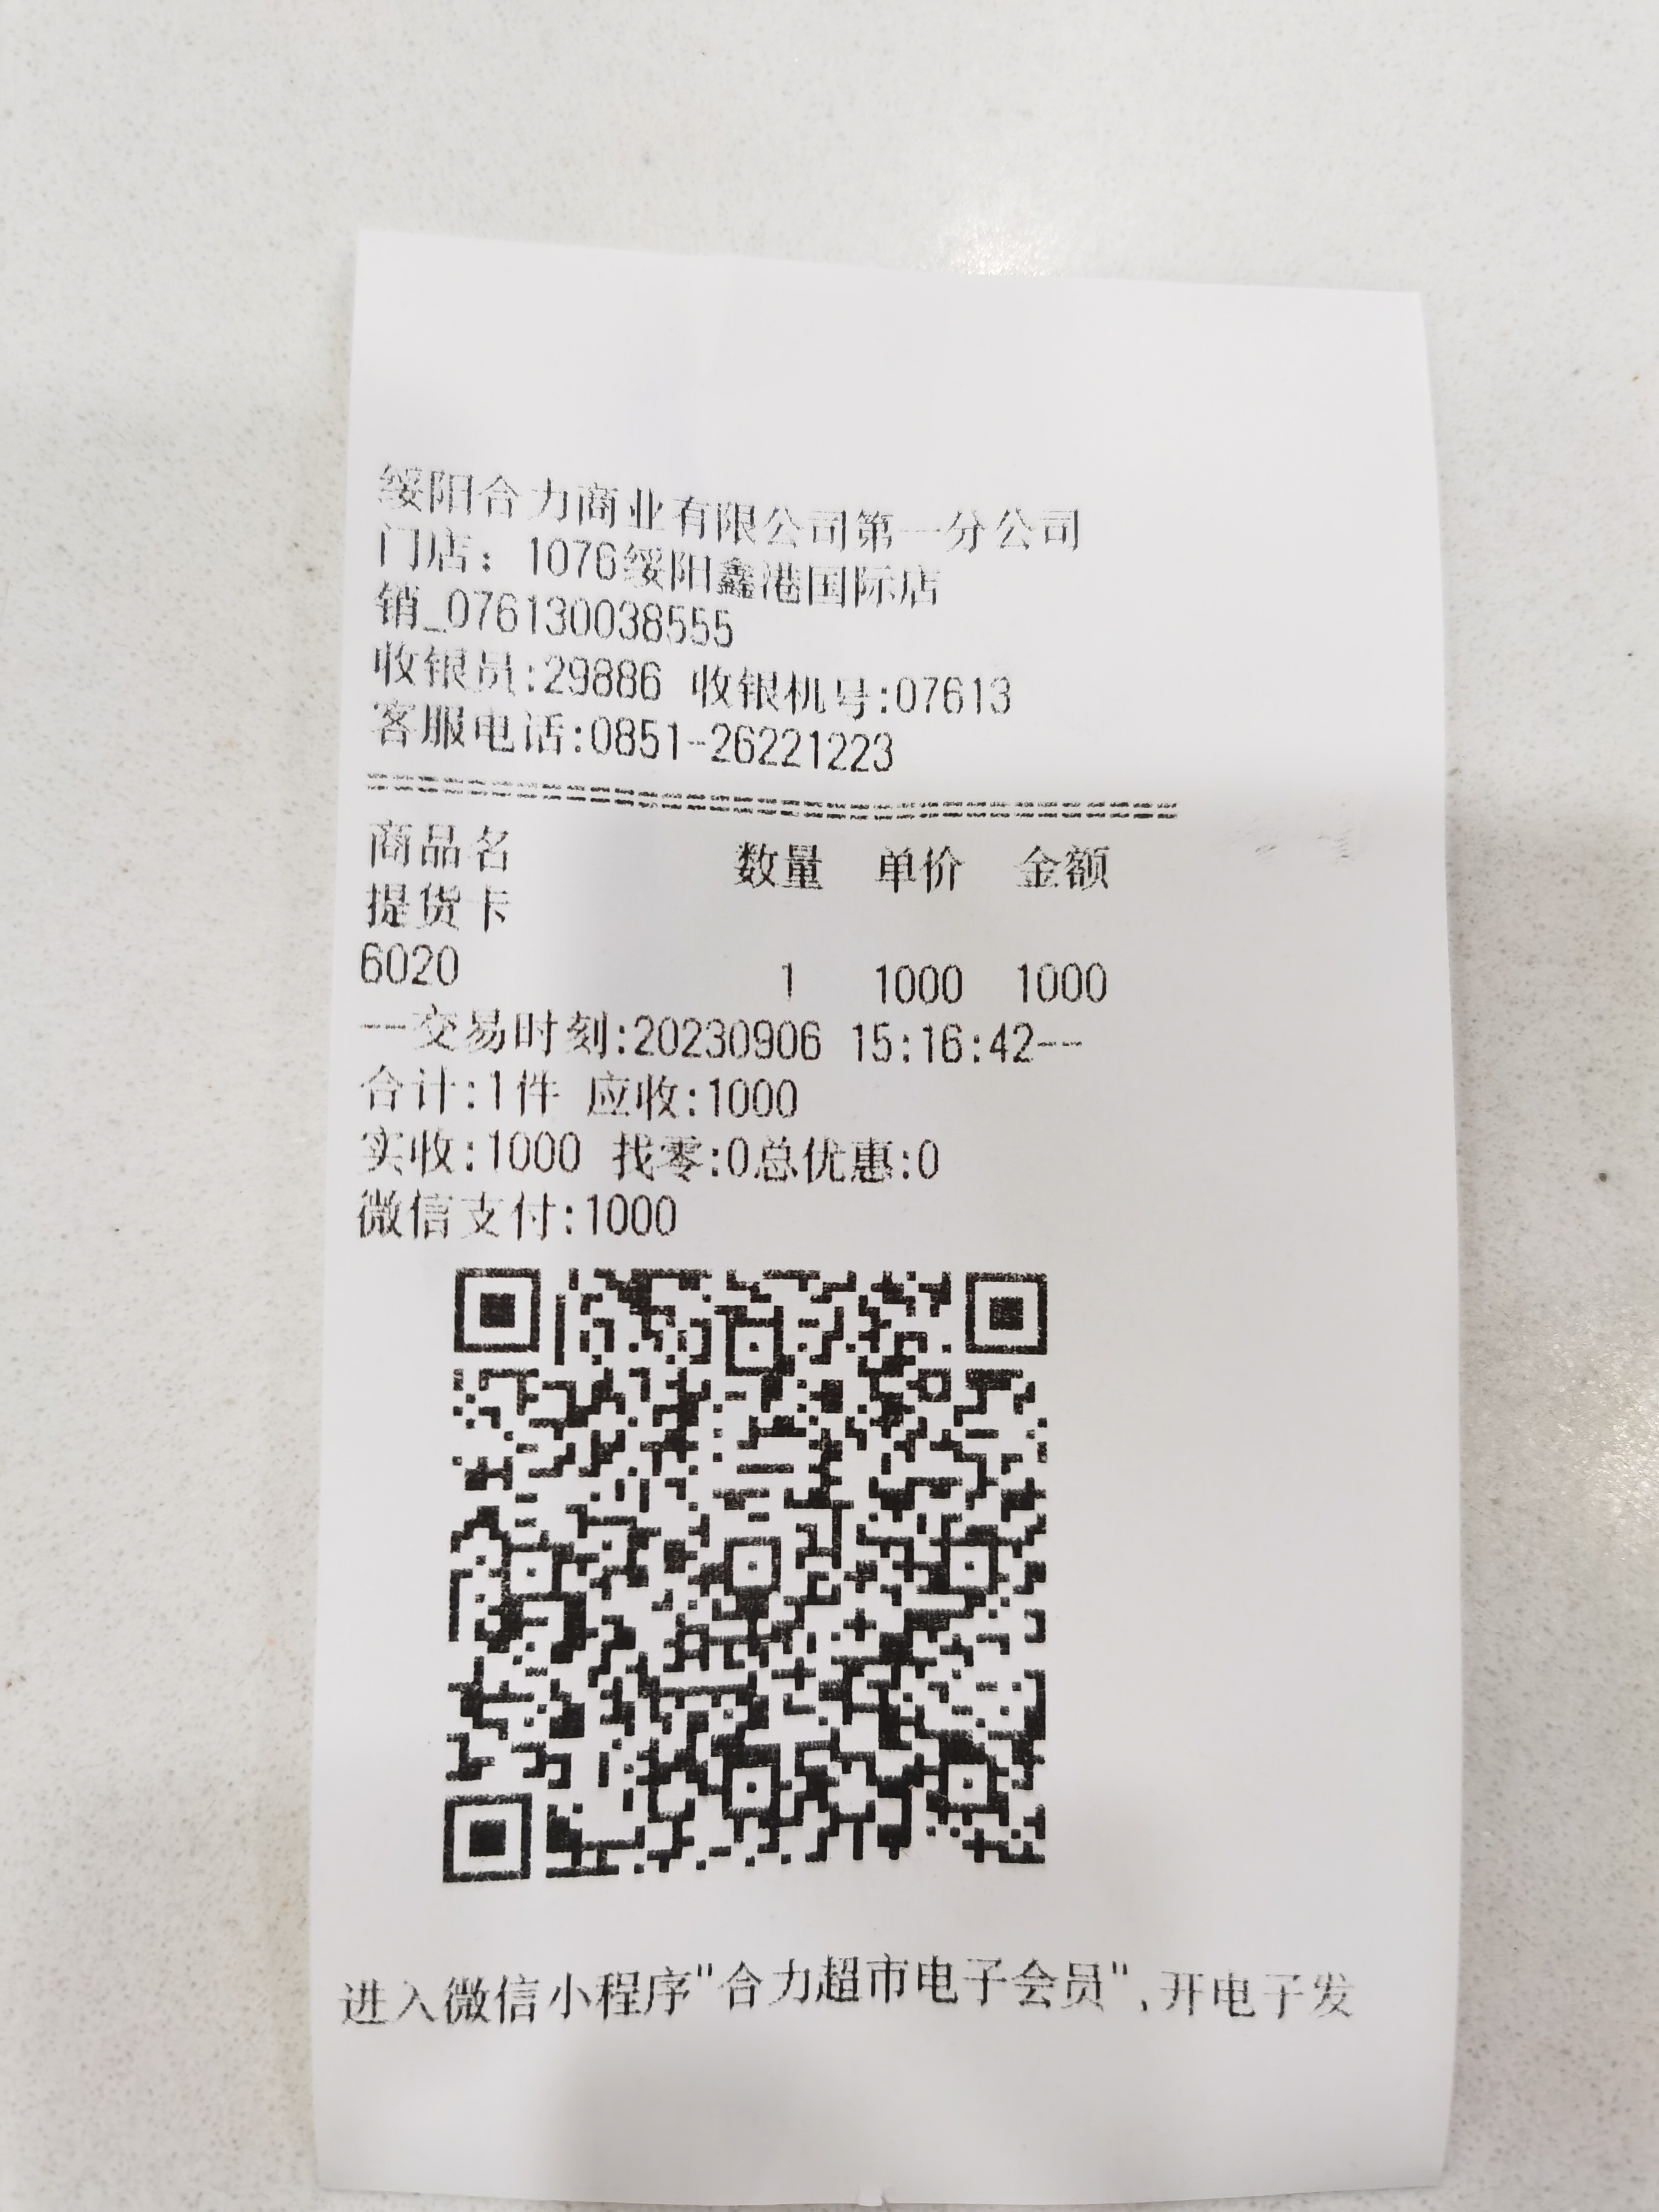 绥阳合力商业有限公司第一分公司
门店：1076绥阳鑫港国际店
销_076130038555
收银员:29886 收银机号:07613
客服电话:0851-26221223
商品名 数量 单价 金额
提货卡
6020 1 1000 1000
--交易时刻:20230906 15:16:42--
合计:1件 应收:1000
实收:1000 找零:0总优惠:0
微信支付:1000
进入微信小程序"合力超市电子会员",开电子发